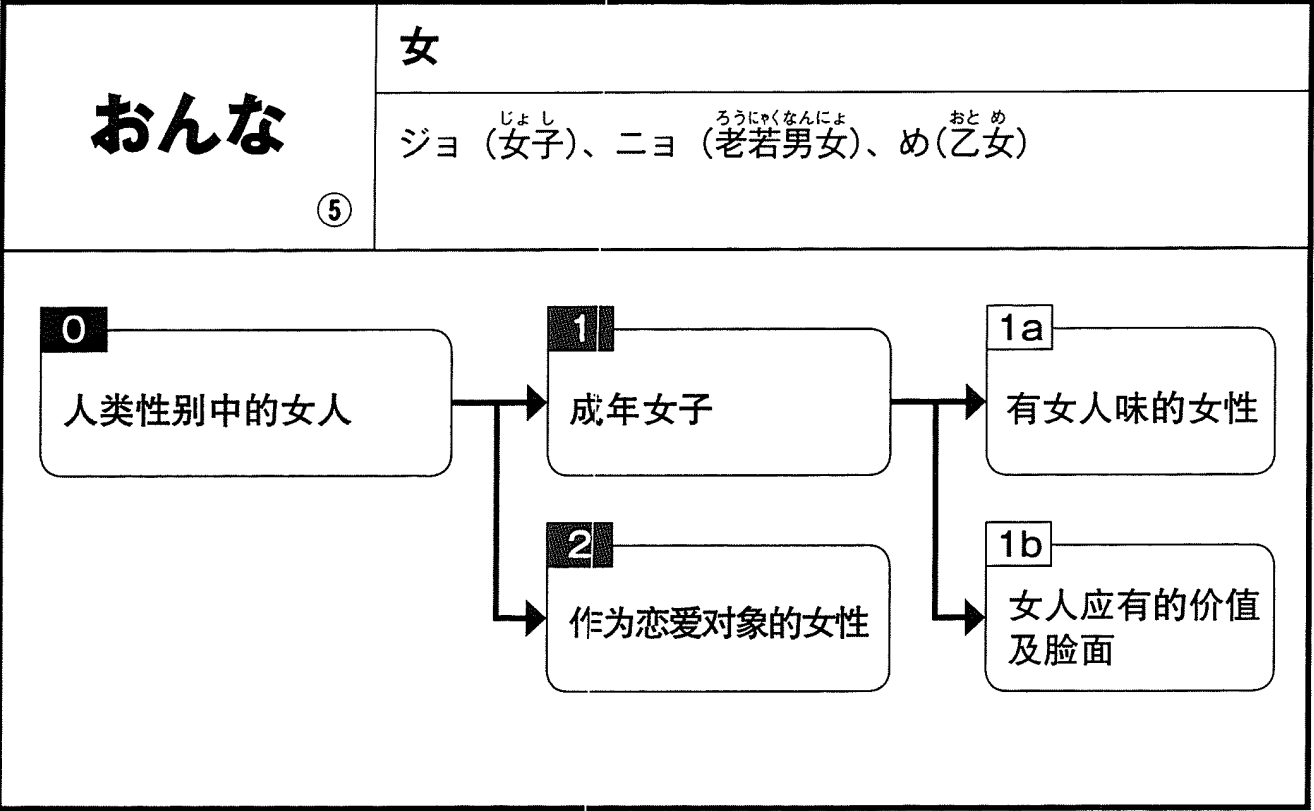 おんな
⑤
女
じょ し ろうにゃくなんにょ おと め
ジョ（女子）、ニョ（老若男女）、め（乙女）
0
人类性别中的女人
1
成年女子
1a
有女人味的女性
2
作为恋爱对象的女性
1b
女人应有的价值
及脸面